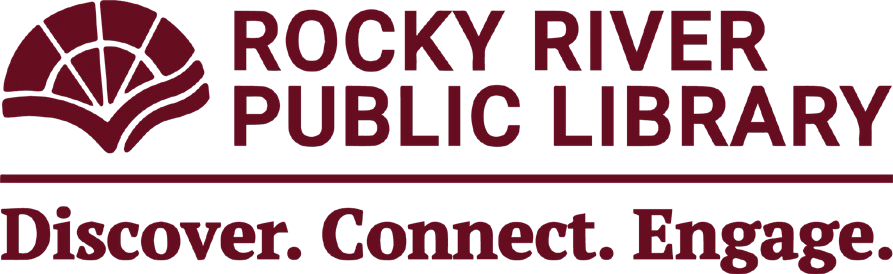 ROCKY RIVER
PUBLIC LIBRARY
Discover. Connect. Engage.